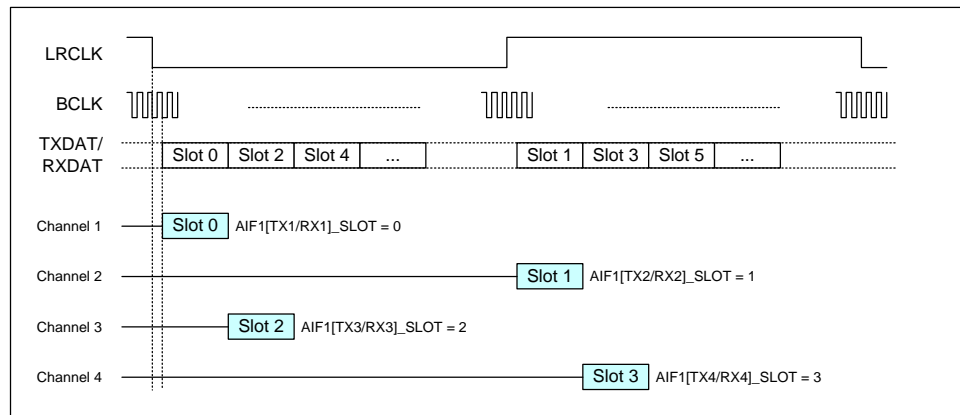 LRCLK
BCLK
TXDAT/
RXDAT
Slot 0 Slot 2 Slot 4 ... Slot 1 Slot 3 Slot 5 ...
Channel 1 Slot 0 AIF1[TX1/RX1]_SLOT = 0
Channel 2 Slot 1 AIF1[TX2/RX2]_SLOT = 1
Channel 3 Slot 2 AIF1[TX3/RX3]_SLOT = 2
Channel 4 Slot 3 AIF1[TX4/RX4]_SLOT = 3